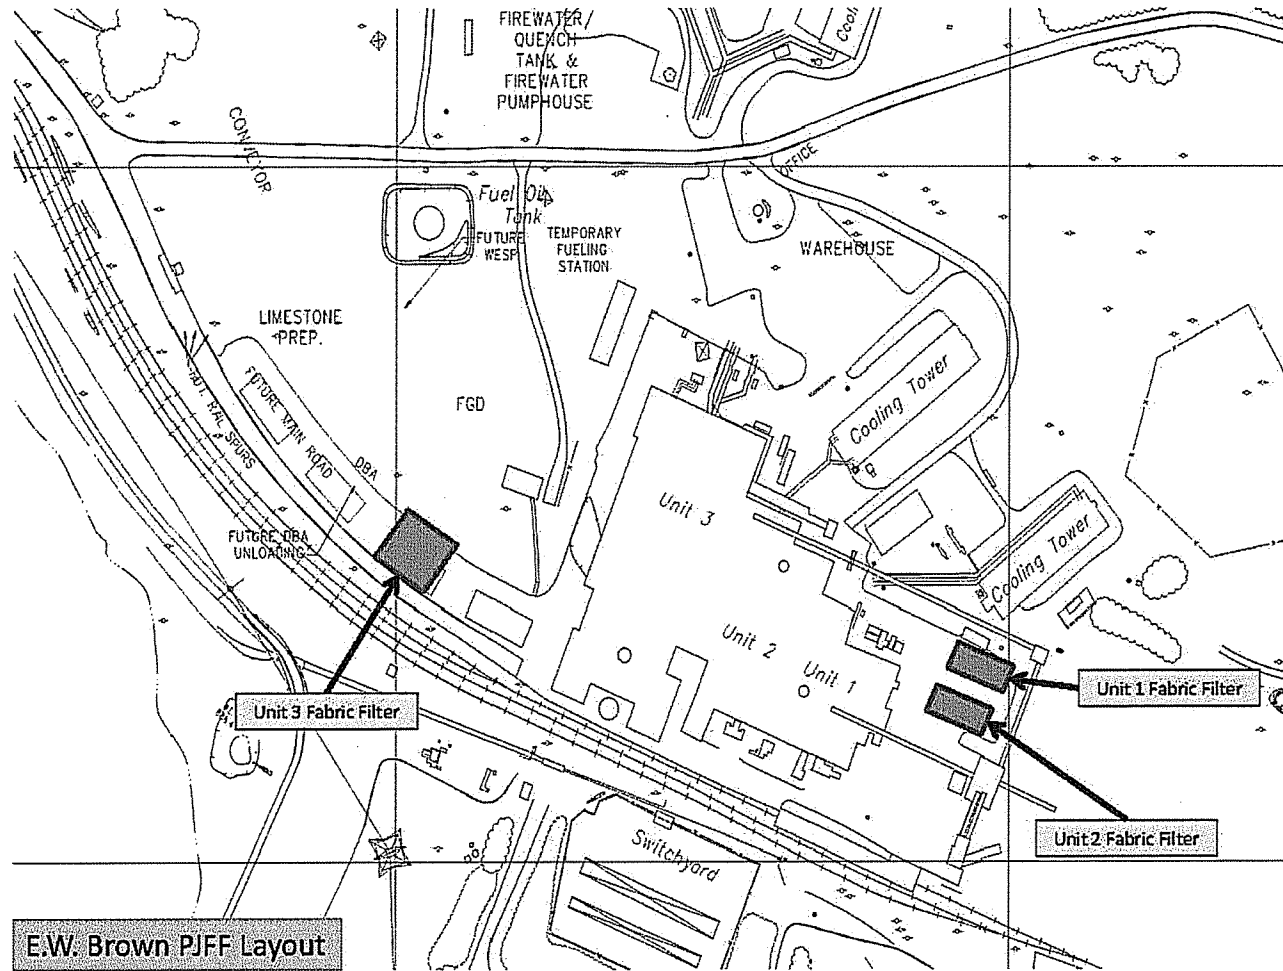 FIREWATER/
QUENCH
TANK &
FIREWATER
PUMPHOUSE
CONVEYOR
OFFICE
Fuel Oil
Tank
FUTURE
WESP
TEMPORARY
FUELING
STATION
WAREHOUSE
LIMESTONE
PREP.
FUTURE MAIN ROAD
RAIL SPURS
DBA
FGD
Cooling Tower
Unit 3
FUTURE DBA
UNLOADING
Cooling Tower
Unit 2
Unit 1
Unit 1 Fabric Filter
Unit 3 Fabric Filter
Unit 2 Fabric Filter
Switchyard
E.W. Brown PJFF Layout